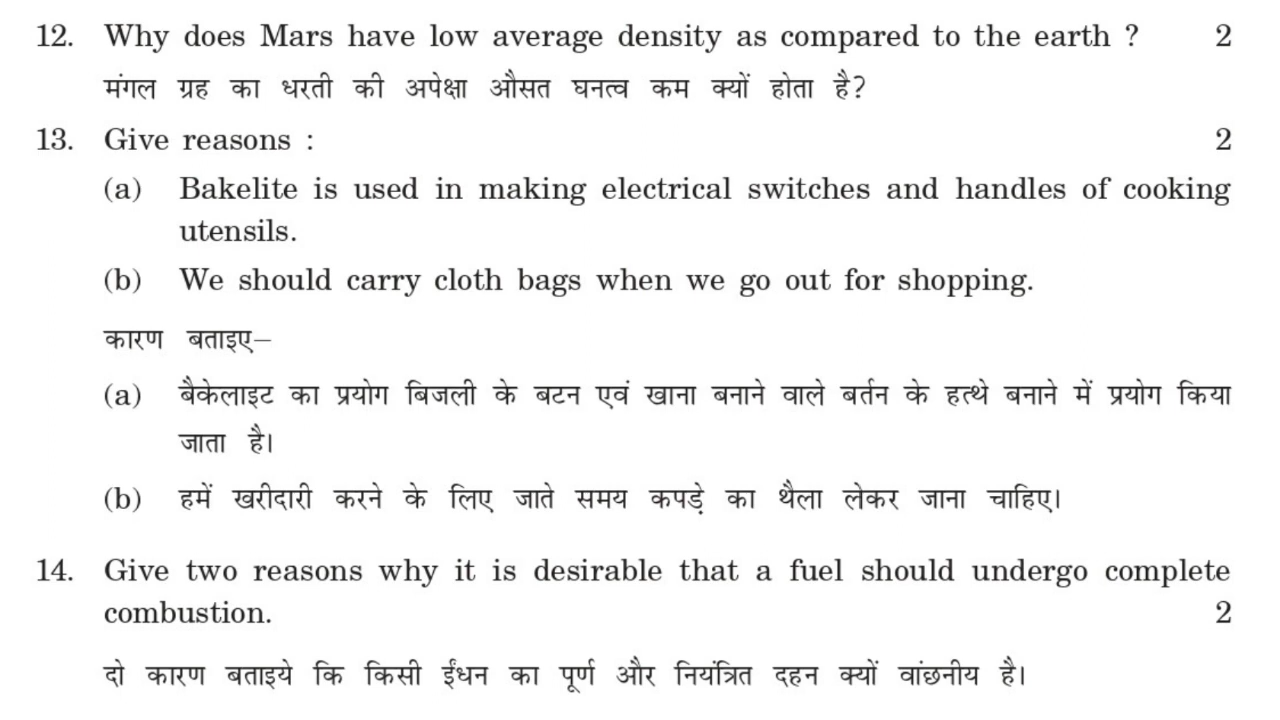 12. Why does Mars have low average density as compared to the earth ? 2
मंगल ग्रह का धरती की अपेक्षा औसत घनत्व कम क्यों होता है?
13. Give reasons : 2
(a) Bakelite is used in making electrical switches and handles of cooking
utensils.
(b) We should carry cloth bags when we go out for shopping.
कारण बताइए–
(a) बैकेलाइट का प्रयोग बिजली के बटन एवं खाना बनाने वाले बर्तन के हत्थे बनाने में प्रयोग किया
जाता है।
(b) हमें खरीदारी करने के लिए जाते समय कपड़े का थैला लेकर जाना चाहिए।
14. Give two reasons why it is desirable that a fuel should undergo complete
combustion. 2
दो कारण बताइये कि किसी ईंधन का पूर्ण और नियंत्रित दहन क्यों वांछनीय है।